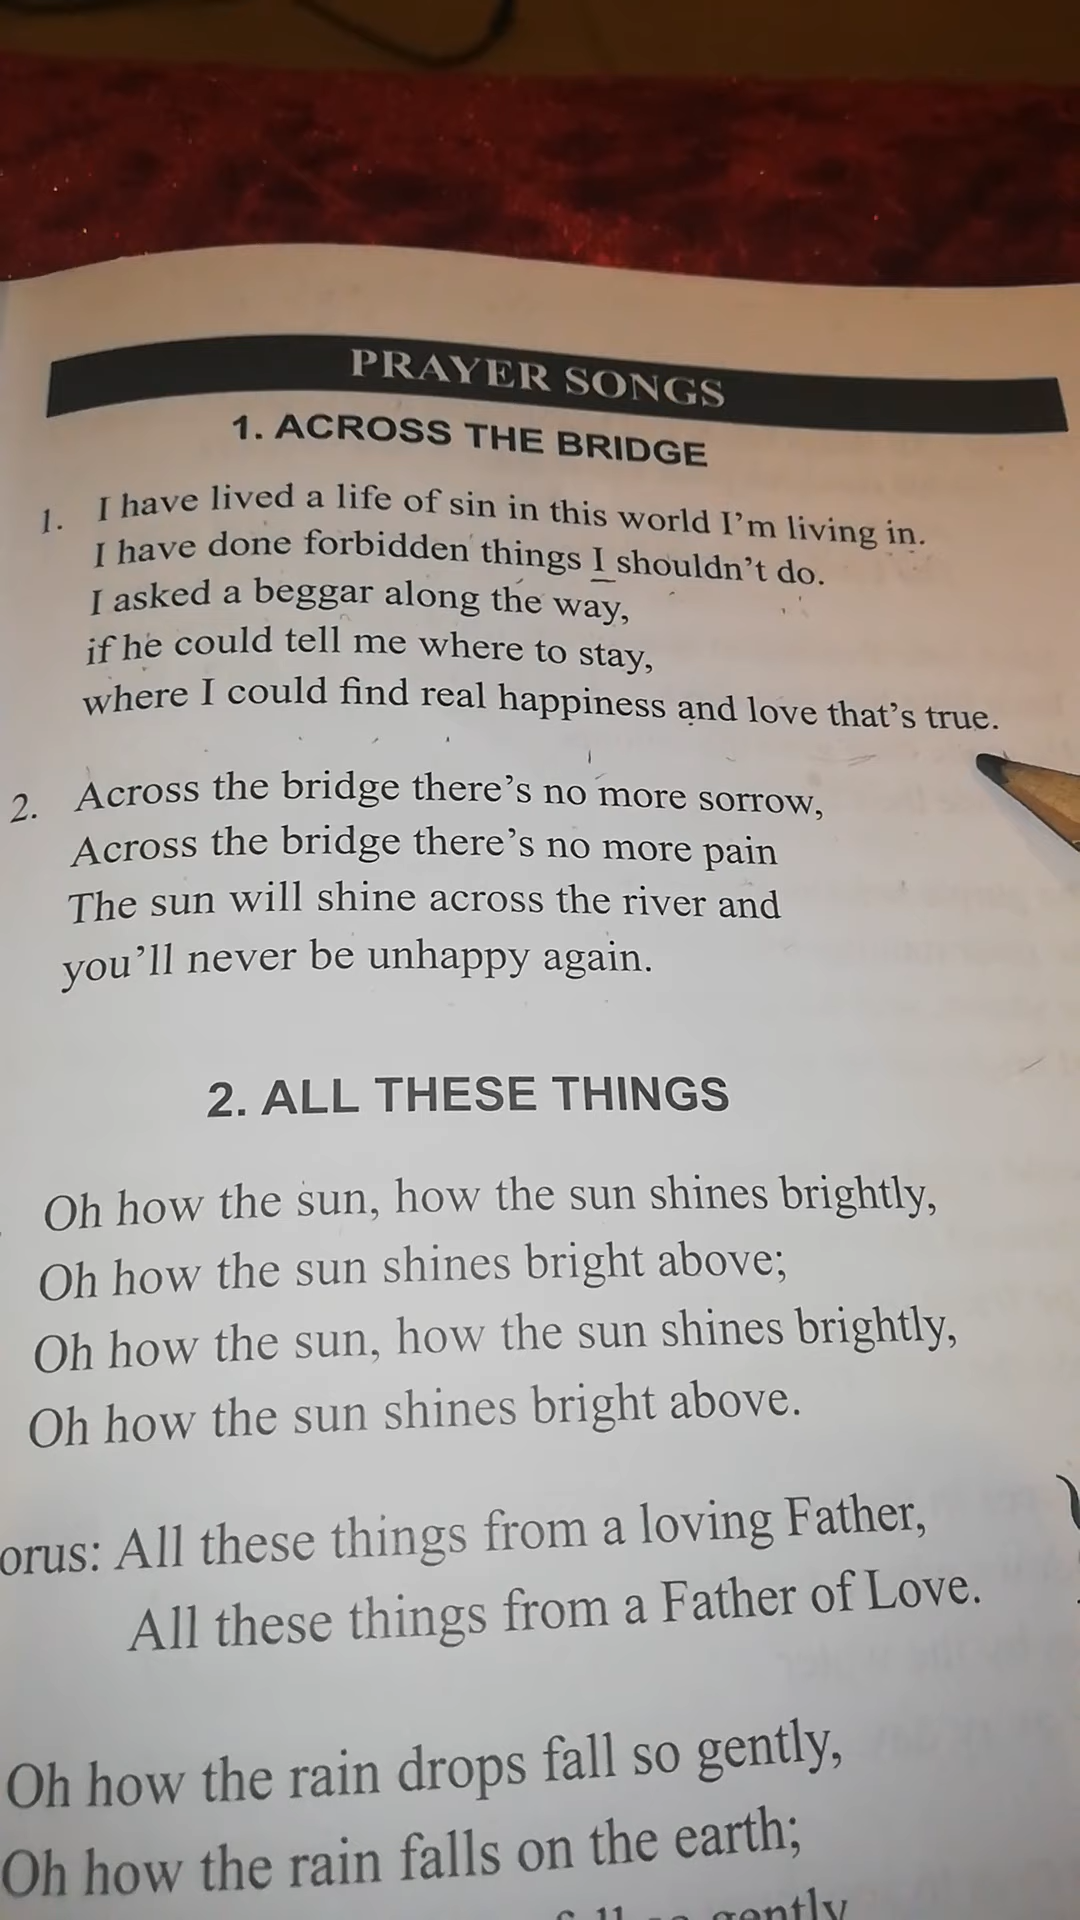 PRAYER SONGS
1. ACROSS THE BRIDGE
1. I have lived a life of sin in this world I'm living in.
I have done forbidden things I shouldn't do.
I asked a beggar along the way,
if he could tell me where to stay,
where I could find real happiness and love that's true.
2. Across the bridge there's no more sorrow,
Across the bridge there's no more pain
The sun will shine across the river and
you'll never be unhappy again.
2. ALL THESE THINGS
Oh how the sun, how the sun shines brightly,
Oh how the sun shines bright above;
Oh how the sun, how the sun shines brightly,
Oh how the sun shines bright above.
orus: All these things from a loving Father,
All these things from a Father of Love.
Oh how the rain drops fall so gently,
Oh how the rain falls on the earth;
gently